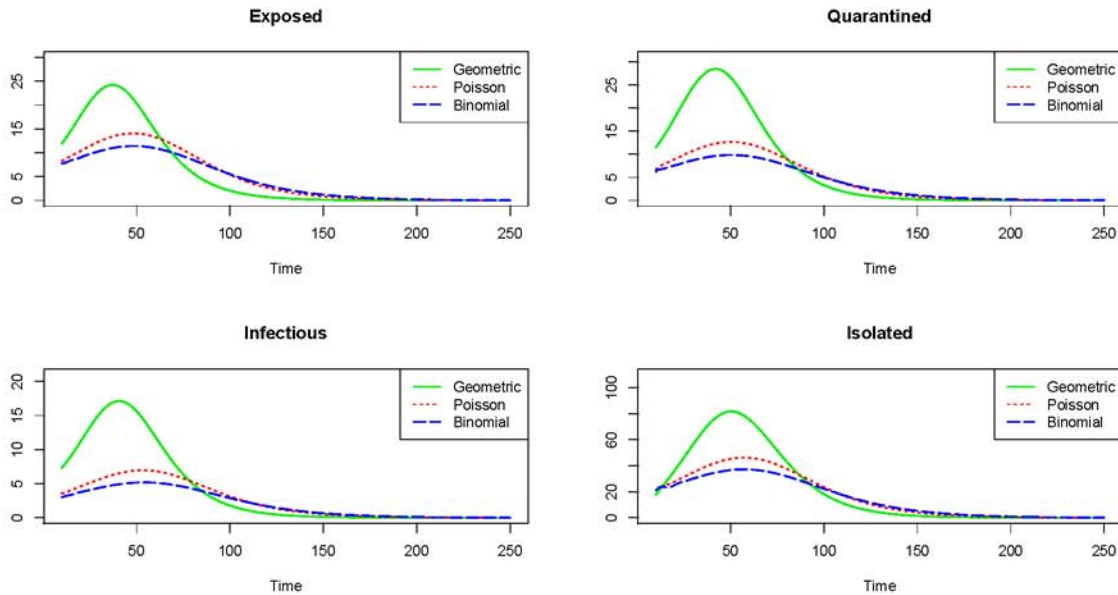 Exposed
25
15
5
0
Geometric
Poisson
Binomial
50 100 150 200 250
Time
Quarantined
25
15
5
0
Geometric
Poisson
Binomial
50 100 150 200 250
Time
Infectious
20
15
10
5
0
Geometric
Poisson
Binomial
50 100 150 200 250
Time
Isolated
100
60
20
0
Geometric
Poisson
Binomial
50 100 150 200 250
Time